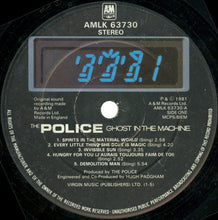 A&M
AMLK 63730
STEREO
Original sound
recording made
by A&M
Records Ltd.
℗ © 1981
A & M Records Ltd.
AMLK 63730-A
SIDE ONE
MCPS/BIEM
THE POLICE GHOST IN THE MACHINE
1. SPIRITS IN THE MATERIAL WORLD (Sting) 2.58
2. EVERY LITTLE THING SHE DOES IS MAGIC (Sting)
3. INVISIBLE SUN (Sting) 3.35
4. HUNGRY FOR YOU (J'AURAIS TOUJOURS FAIM DE TOI)
(Sting) 2.52
5. DEMOLITION MAN (Sting) 5.54
Produced by THE POLICE
Engineered and Co-Produced by HUGH PADGHAM
VIRGIN MUSIC (PUBLISHERS) LTD. (1-5)